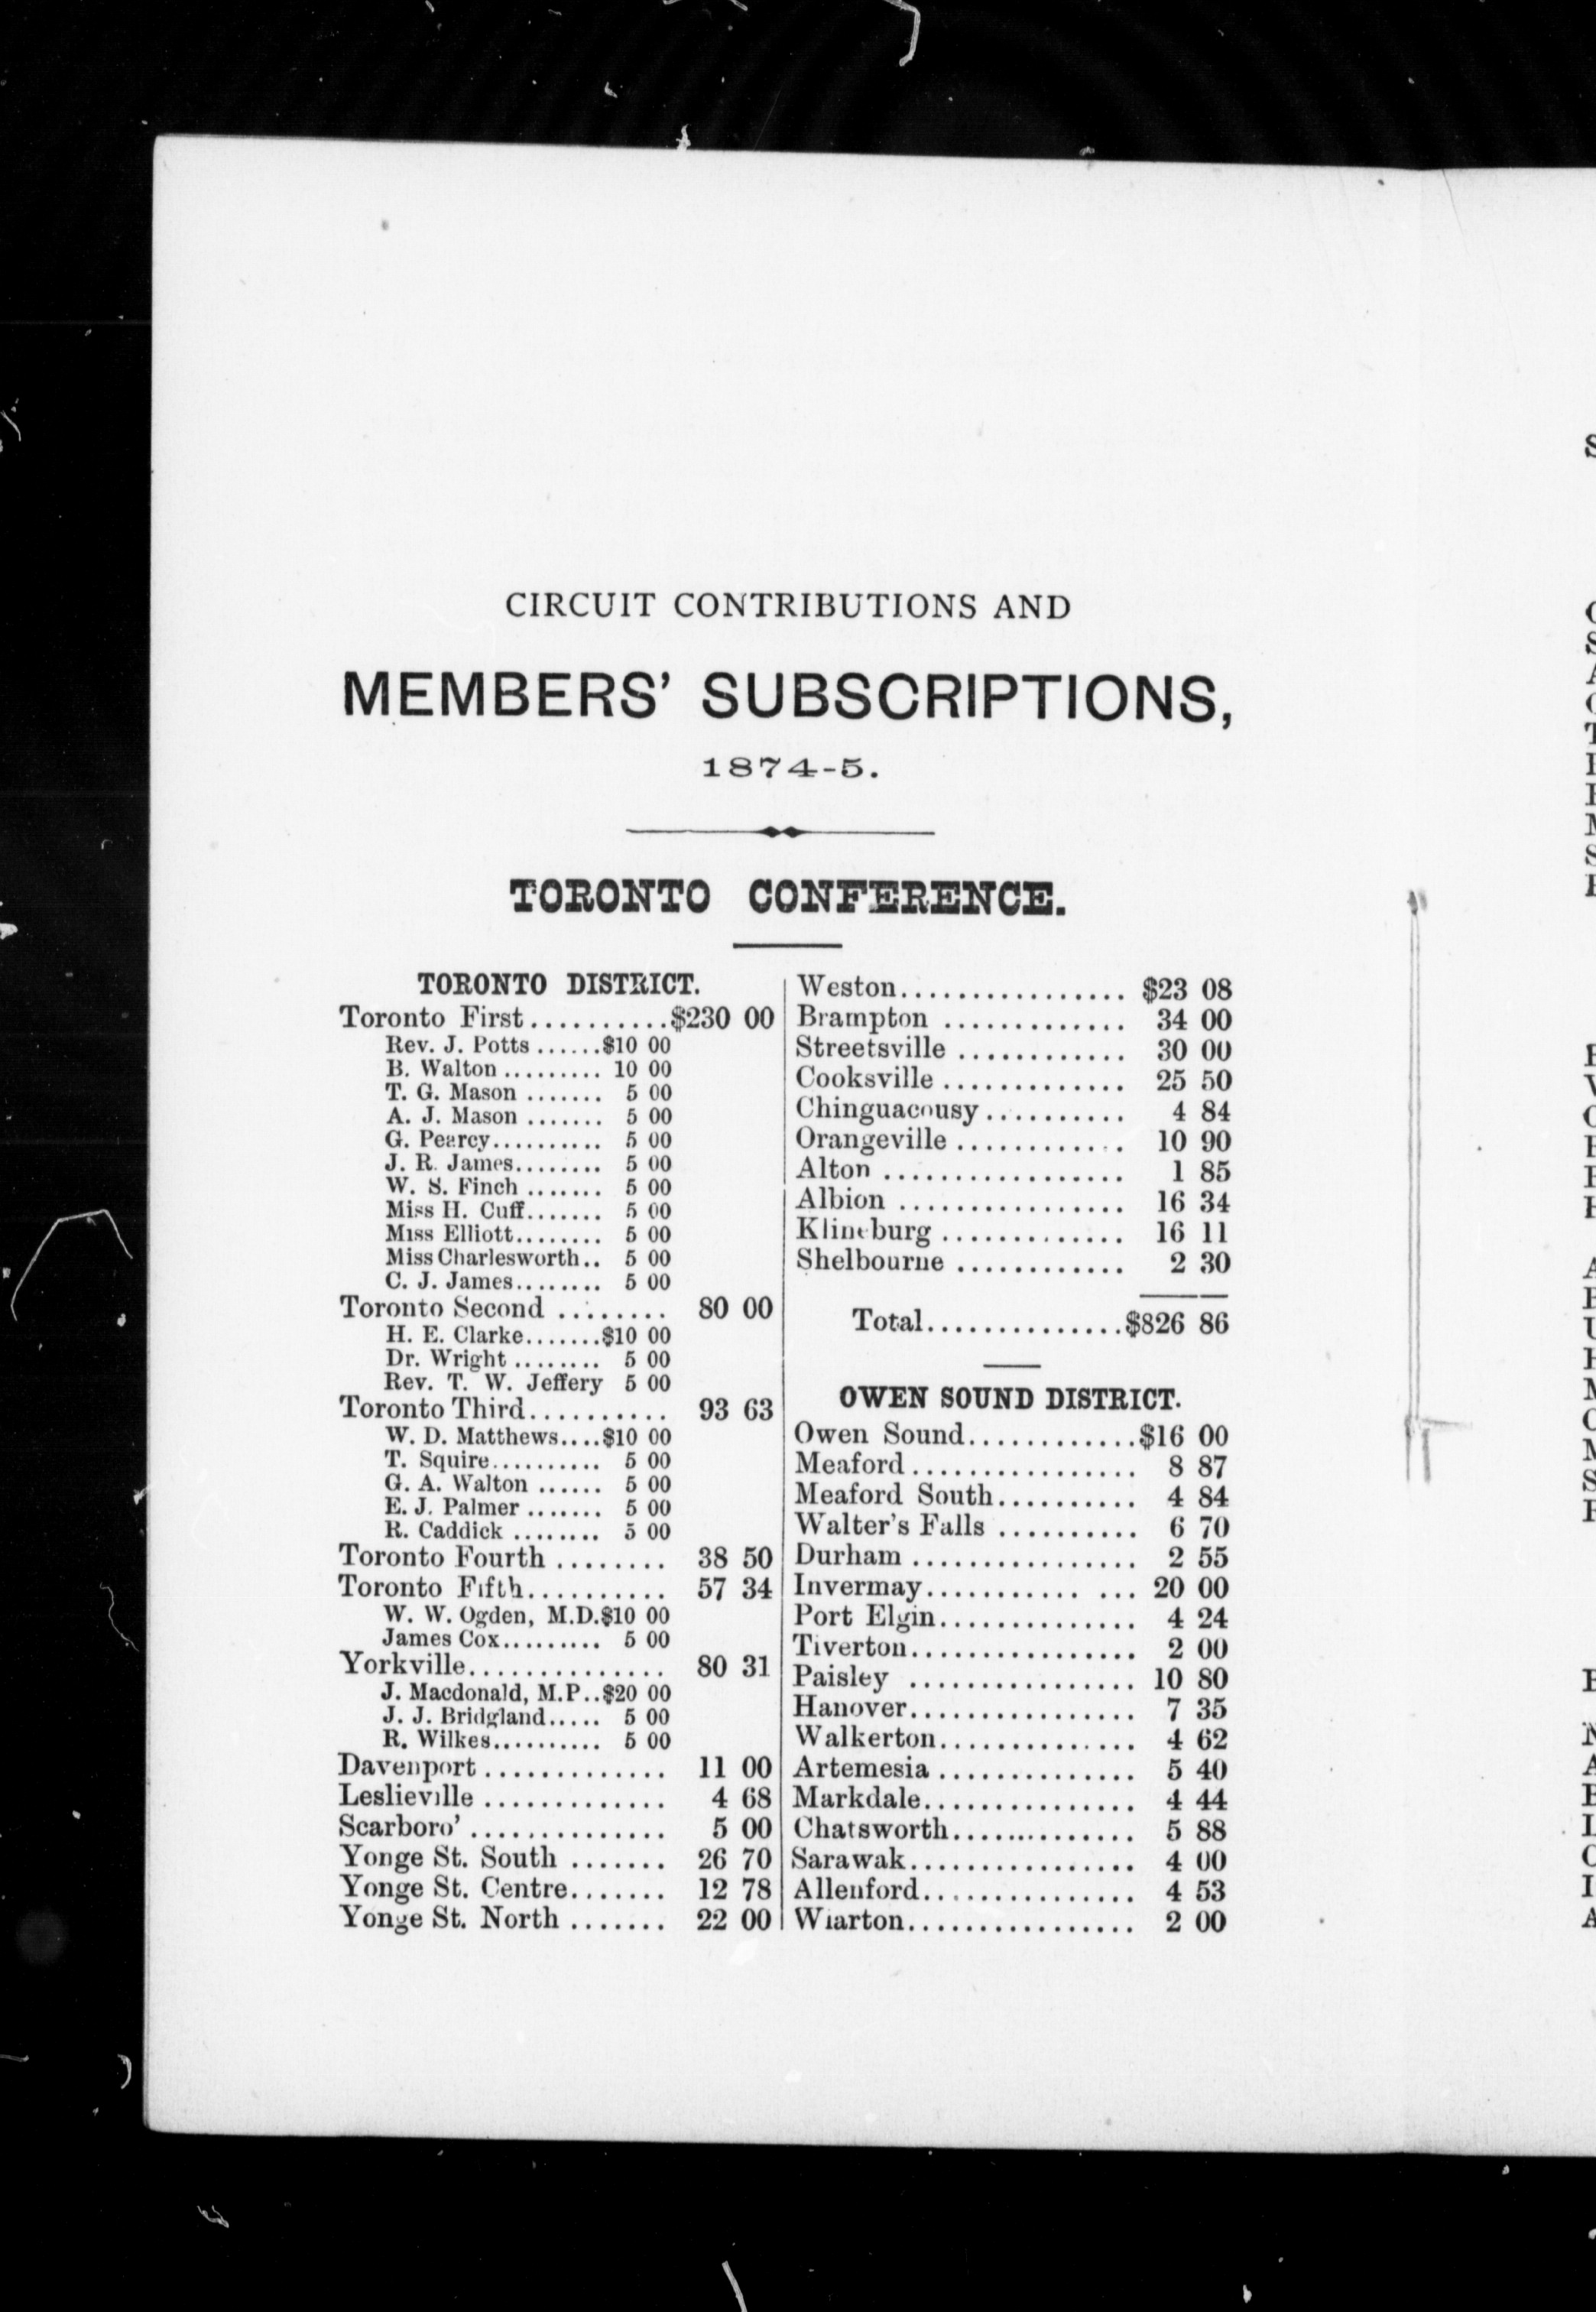 CIRCUIT CONTRIBUTIONS AND
MEMBERS' SUBSCRIPTIONS,
1874-5.
TORONTO CONFERENCE.
TORONTO DISTRICT.
Toronto First..........$230 00
Rev. J. Potts ......$10 00
B. Walton ......... 10 00
T. G. Mason ....... 5 00
A. J. Mason ....... 5 00
G. Pearcy.......... 5 00
J. R. James........ 5 00
W. S. Finch ....... 5 00
Miss H. Cuff....... 5 00
Miss Elliott........ 5 00
Miss Charlesworth.. 5 00
C. J. James........ 5 00
Toronto Second ........ 80 00
H. E. Clarke.......$10 00
Dr. Wright ........ 5 00
Rev. T. W. Jeffery 5 00
Toronto Third.......... 93 63
W. D. Matthews....$10 00
T. Squire.......... 5 00
G. A. Walton ...... 5 00
E. J. Palmer ....... 5 00
R. Caddick ........ 5 00
Toronto Fourth ........ 38 50
Toronto Fifth.......... 57 34
W. W. Ogden, M.D.$10 00
James Cox......... 5 00
Yorkville.............. 80 31
J. Macdonald, M.P..$20 00
J. J. Bridgland..... 5 00
R. Wilkes.......... 5 00
Davenport ............. 11 00
Leslieville ............. 4 68
Scarboro' .............. 5 00
Yonge St. South ....... 26 70
Yonge St. Centre....... 12 78
Yonge St. North ....... 22 00
Weston................ $23 08
Brampton ............. 34 00
Streetsville ............ 30 00
Cooksville ............. 25 50
Chinguacousy.......... 4 84
Orangeville ............ 10 90
Alton ................. 1 85
Albion ................ 16 34
Klineburg ............. 16 11
Shelbourne ............ 2 30
Total..............$826 86
OWEN SOUND DISTRICT.
Owen Sound............$16 00
Meaford................ 8 87
Meaford South.......... 4 84
Walter's Falls .......... 6 70
Durham ................ 2 55
Invermay........... ... 20 00
Port Elgin.............. 4 24
Tiverton................ 2 00
Paisley ................ 10 80
Hanover................ 7 35
Walkerton.............. 4 62
Artemesia .............. 5 40
Markdale............... 4 44
Chatsworth............. 5 88
Sarawak................ 4 00
Allenford............... 4 53
Wiarton................ 2 00